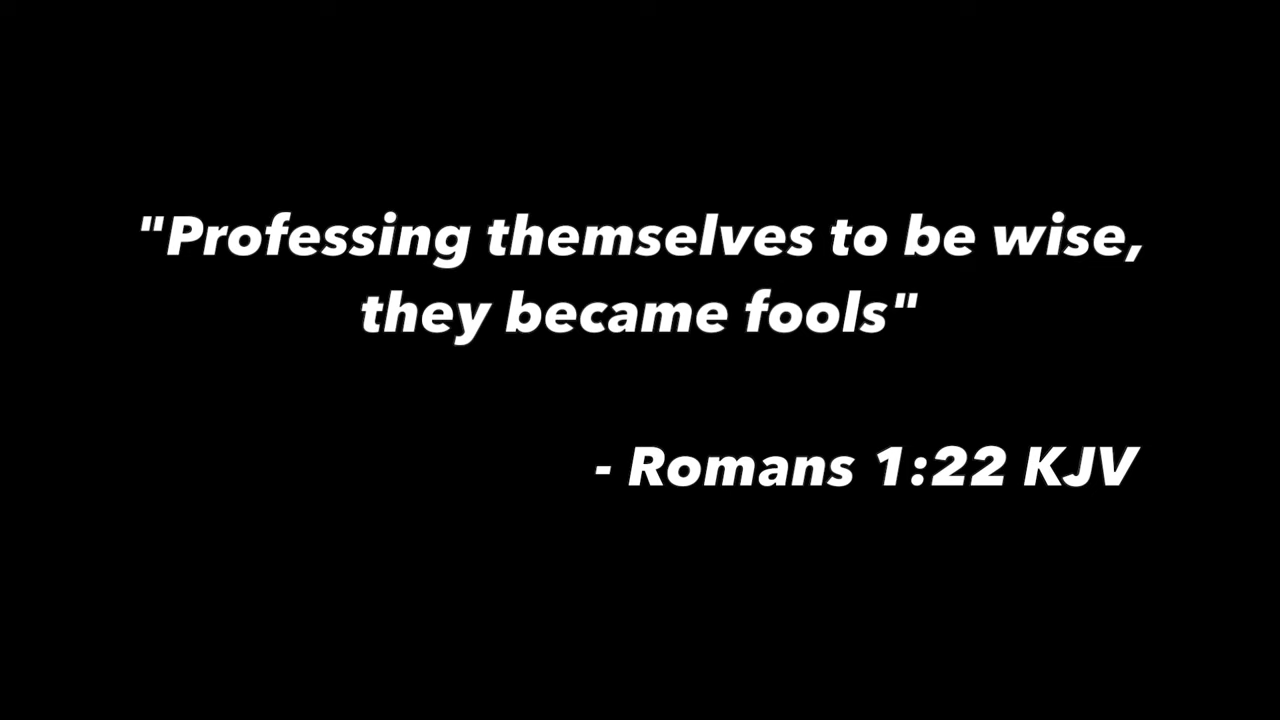 "Professing themselves to be wise,
they became fools"
- Romans 1:22 KJV